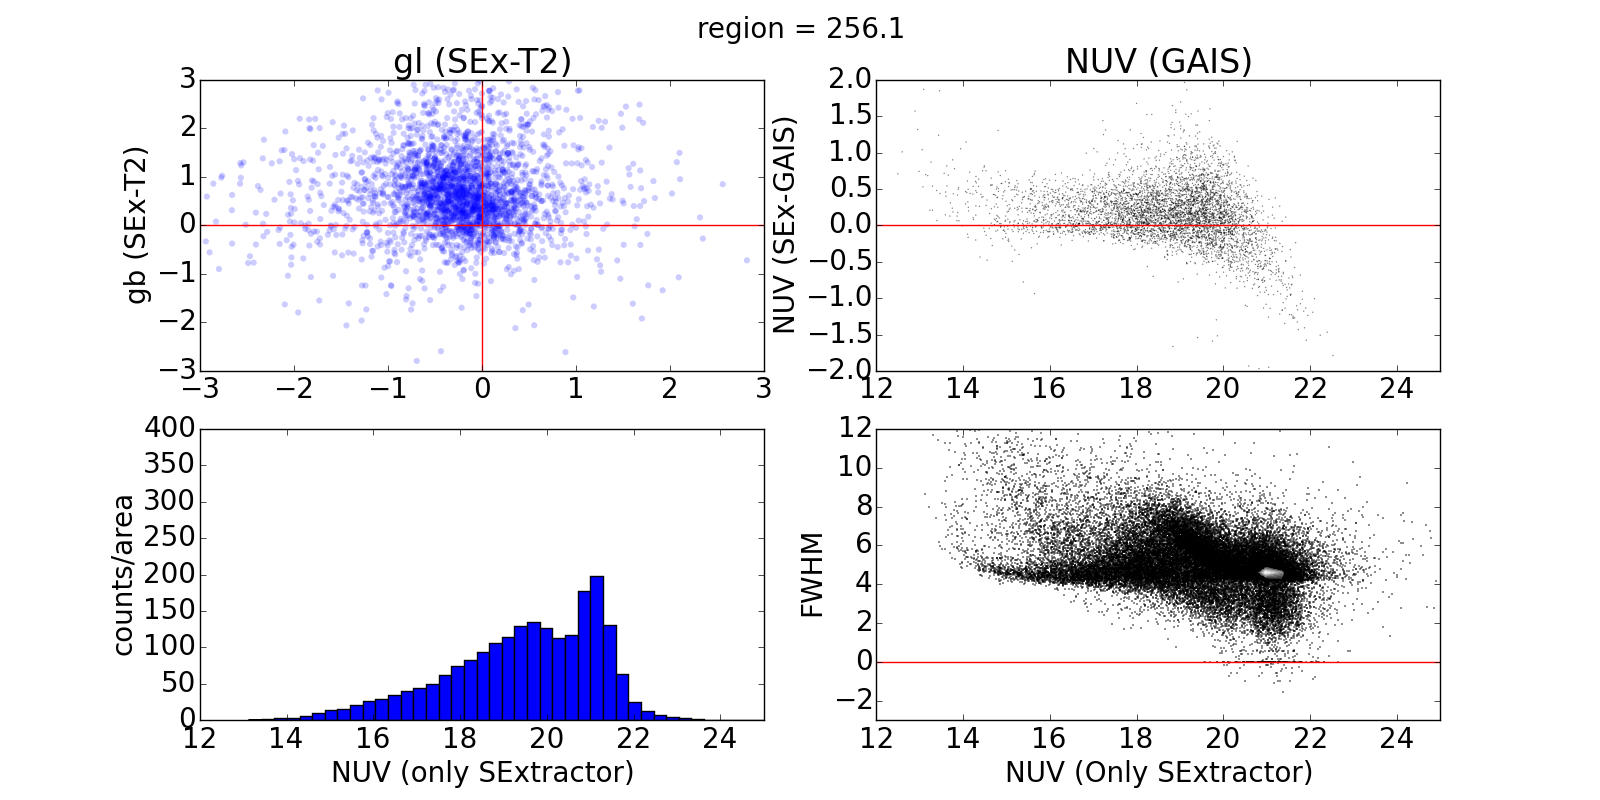 region = 256.1
gl (SEx-T2)
NUV (GAIS)
gb (SEx-T2)
3
2
1
0
−1
−2
−3
−3 −2 −1 0 1 2 3
NUV (SEx-GAIS)
2.0
1.5
1.0
0.5
0.0
−0.5
−1.0
−1.5
−2.0
12 14 16 18 20 22 24
counts/area
400
350
300
250
200
150
100
50
0
12 14 16 18 20 22 24
NUV (only SExtractor)
FWHM
12
10
8
6
4
2
0
−2
12 14 16 18 20 22 24
NUV (Only SExtractor)